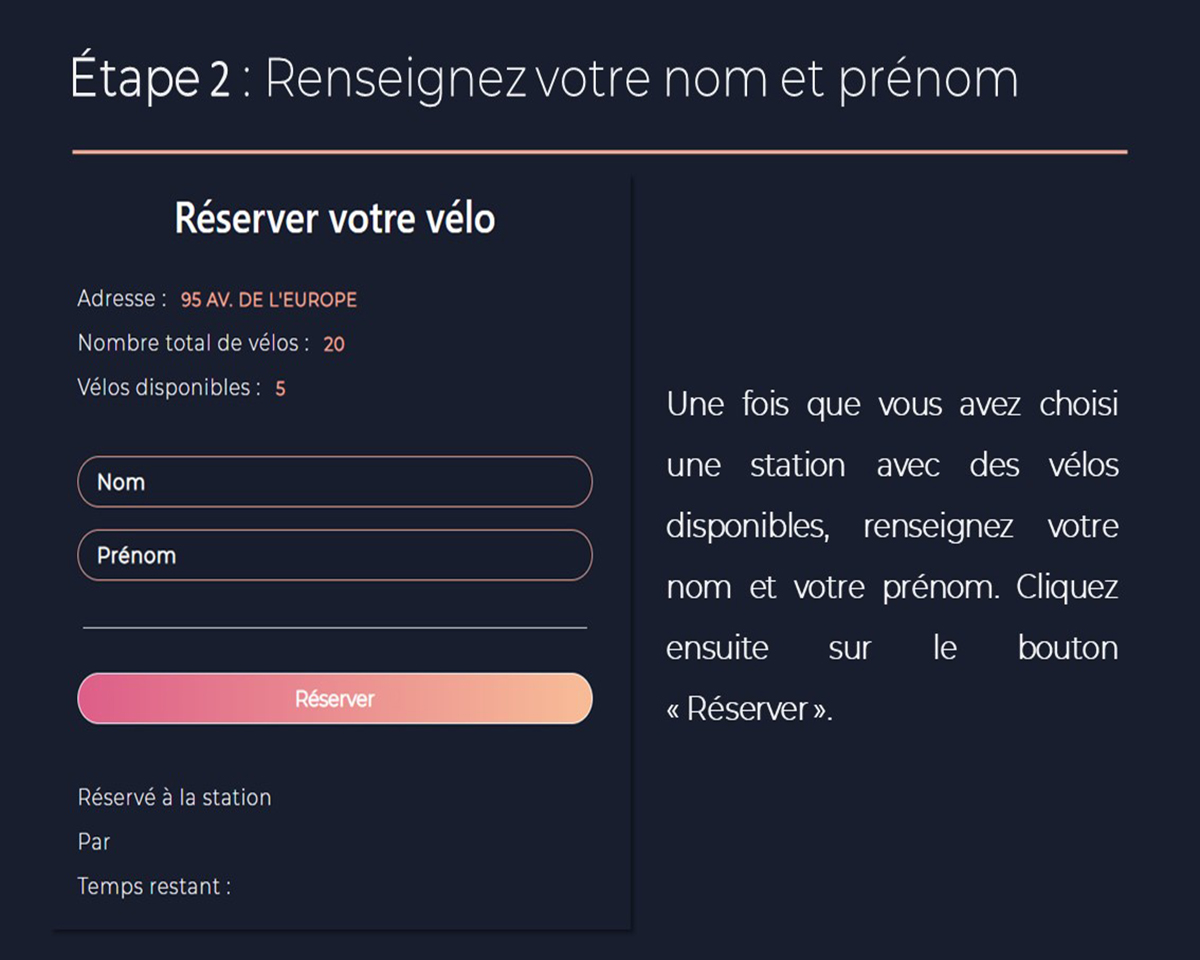 Étape 2 : Renseignez votre nom et prénom
Réserver votre vélo
Adresse : 95 AV. DE L'EUROPE
Nombre total de vélos : 20
Vélos disponibles : 5
Nom
Prénom
Réserver
Réservé à la station
Par
Temps restant :
Une fois que vous avez choisi
une station avec des vélos
disponibles, renseignez votre
nom et votre prénom. Cliquez
ensuite sur le bouton
« Réserver ».